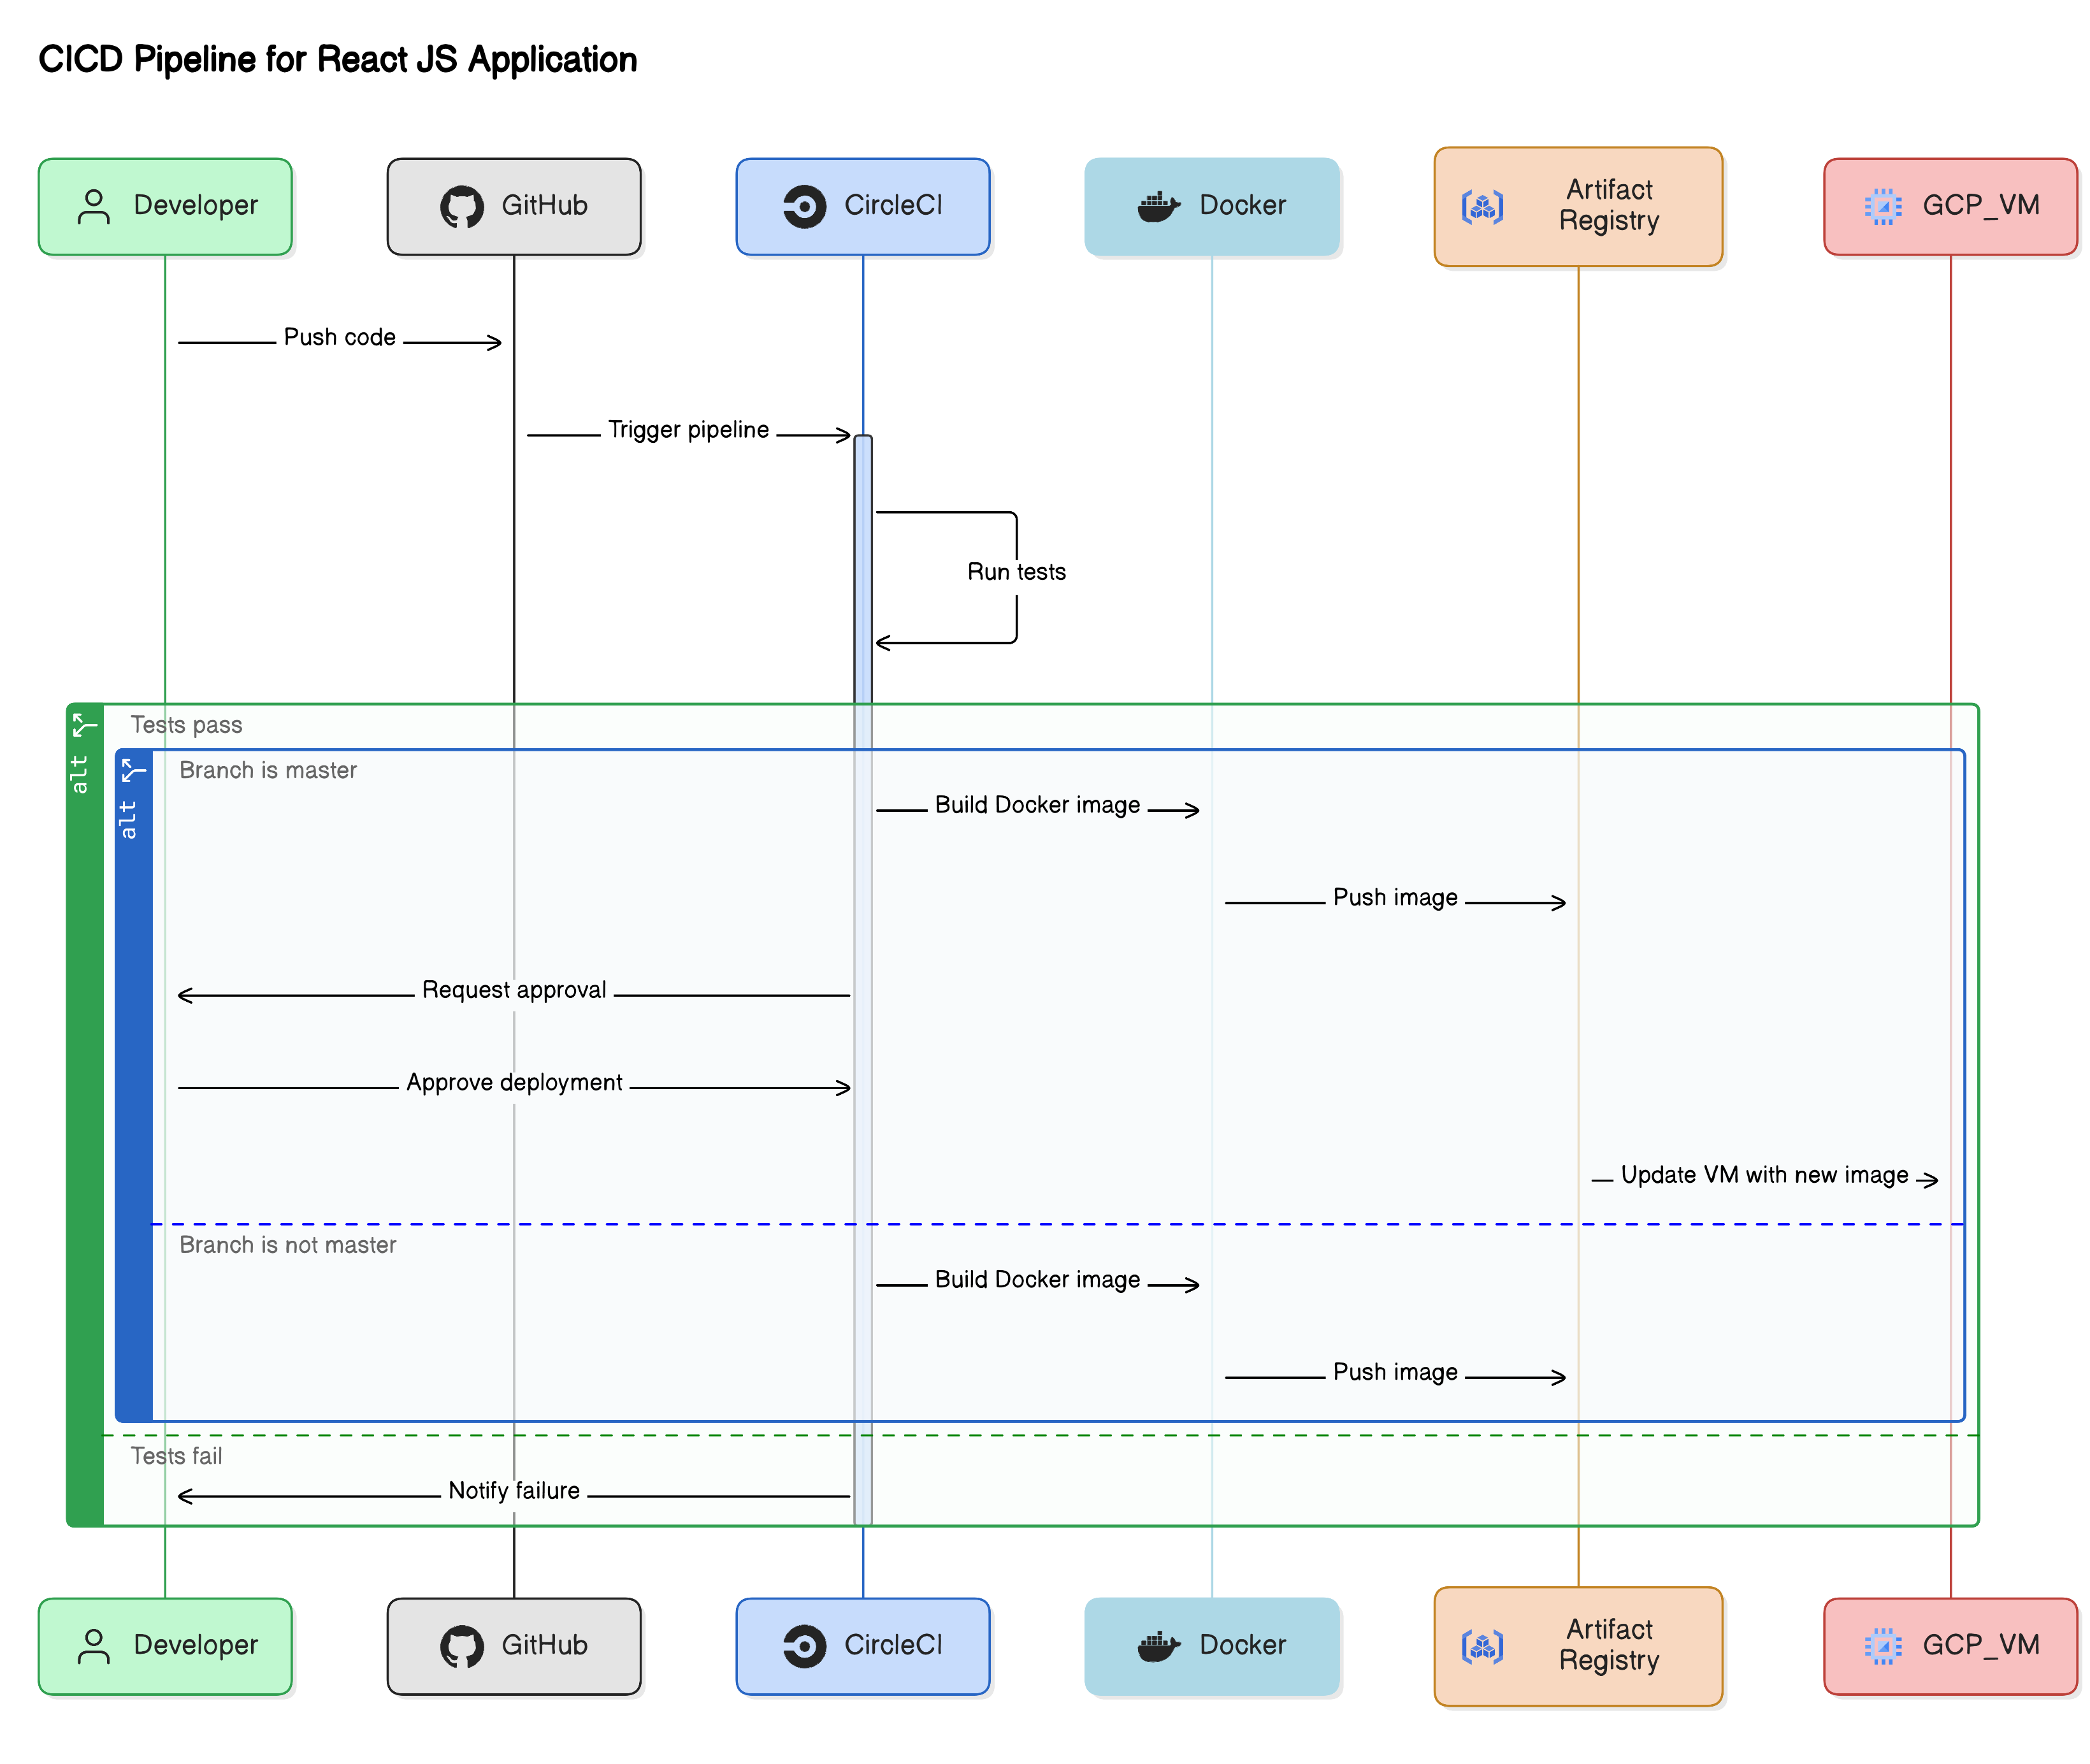 CICD Pipeline for React JS Application
Developer
GitHub
CircleCI
Docker
Artifact
Registry
GCP_VM
Push code
Trigger pipeline
Run tests
alt
Tests pass
alt
Branch is master
Build Docker image
Push image
Request approval
Approve deployment
Update VM with new image
Branch is not master
Build Docker image
Push image
Tests fail
Notify failure
Developer
GitHub
CircleCI
Docker
Artifact
Registry
GCP_VM